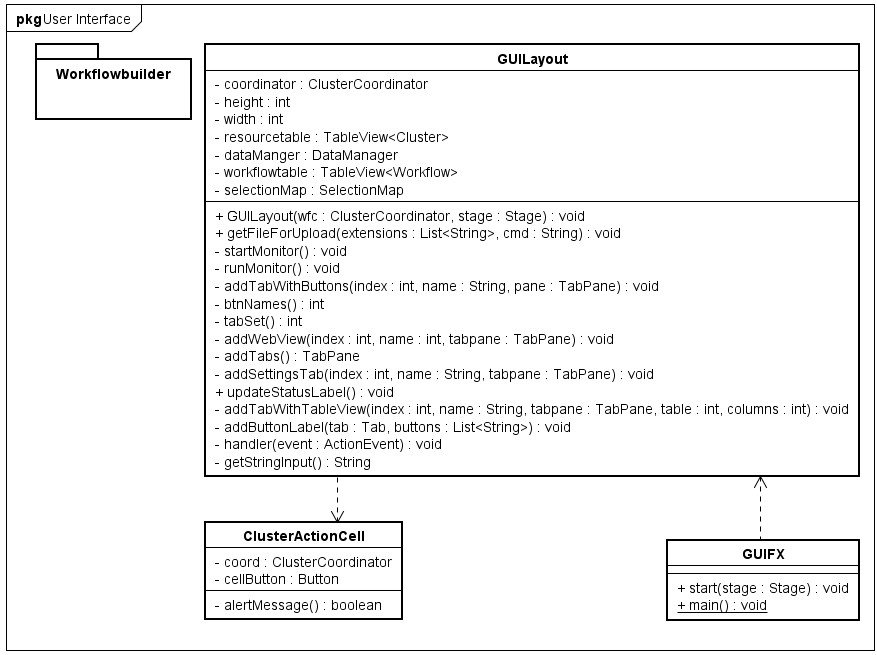 pkgUser Interface
Workflowbuilder
GUILayout
- coordinator : ClusterCoordinator
- height : int
- width : int
- resourcetable : TableView<Cluster>
- dataManger : DataManager
- workflowtable : TableView<Workflow>
- selectionMap : SelectionMap
+ GUILayout(wfc : ClusterCoordinator, stage : Stage) : void
+ getFileForUpload(extensions : List<String>, cmd : String) : void
- startMonitor() : void
- runMonitor() : void
- addTabWithButtons(index : int, name : String, pane : TabPane) : void
- btnNames() : int
- tabSet() : int
- addWebView(index : int, name : int, tabpane : TabPane) : void
- addTabs() : TabPane
- addSettingsTab(index : int, name : String, tabpane : TabPane) : void
+ updateStatusLabel() : void
- addTabWithTableView(index : int, name : String, tabpane : TabPane, table : int, columns : int) : void
- addButtonLabel(tab : Tab, buttons : List<String>) : void
- handler(event : ActionEvent) : void
- getStringInput() : String
ClusterActionCell
- coord : ClusterCoordinator
- cellButton : Button
- alertMessage() : boolean
GUIFX
+ start(stage : Stage) : void
+ main() : void